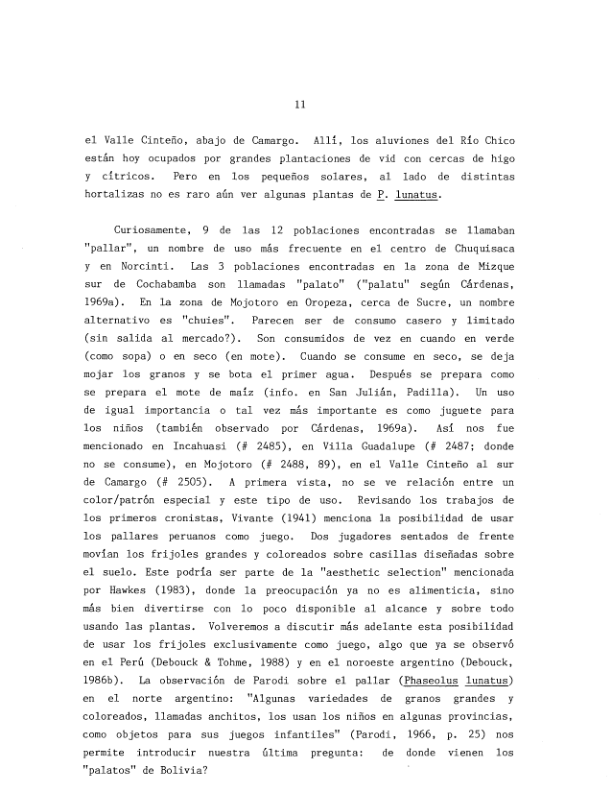 11
el Valle Cinteño, abajo de Camargo. Allí, los aluviones del Río Chico
están hoy ocupados por grandes plantaciones de vid con cercas de higo
y cítricos. Pero en los pequeños solares, al lado de distintas
hortalizas no es raro aún ver algunas plantas de P. lunatus.
Curiosamente, 9 de las 12 poblaciones encontradas se llamaban
"pallar", un nombre de uso más frecuente en el centro de Chuquisaca
y en Norcinti. Las 3 poblaciones encontradas en la zona de Mizque
sur de Cochabamba son llamadas "palato" ("palatu" según Cárdenas,
1969a). En la zona de Mojotoro en Oropeza, cerca de Sucre, un nombre
alternativo es "chuies". Parecen ser de consumo casero y limitado
(sin salida al mercado?). Son consumidos de vez en cuando en verde
(como sopa) o en seco (en mote). Cuando se consume en seco, se deja
mojar los granos y se bota el primer agua. Después se prepara como
se prepara el mote de maíz (info. en San Julián, Padilla). Un uso
de igual importancia o tal vez más importante es como juguete para
los niños (también observado por Cárdenas, 1969a). Así nos fue
mencionado en Incahuasi (# 2485), en Villa Guadalupe (# 2487; donde
no se consume), en Mojotoro (# 2488, 89), en el Valle Cinteño al sur
de Camargo (# 2505). A primera vista, no se ve relación entre un
color/patrón especial y este tipo de uso. Revisando los trabajos de
los primeros cronistas, Vivante (1941) menciona la posibilidad de usar
los pallares peruanos como juego. Dos jugadores sentados de frente
movían los frijoles grandes y coloreados sobre casillas diseñadas sobre
el suelo. Este podría ser parte de la "aesthetic selection" mencionada
por Hawkes (1983), donde la preocupación ya no es alimenticia, sino
más bien divertirse con lo poco disponible al alcance y sobre todo
usando las plantas. Volveremos a discutir más adelante esta posibilidad
de usar los frijoles exclusivamente como juego, algo que ya se observó
en el Perú (Debouck & Tohme, 1988) y en el noroeste argentino (Debouck,
1986b). La observación de Parodi sobre el pallar (Phaseolus lunatus)
en el norte argentino: "Algunas variedades de granos grandes y
coloreados, llamadas anchitos, los usan los niños en algunas provincias,
como objetos para sus juegos infantiles" (Parodi, 1966, p. 25) nos
permite introducir nuestra última pregunta: de donde vienen los
"palatos" de Bolivia?